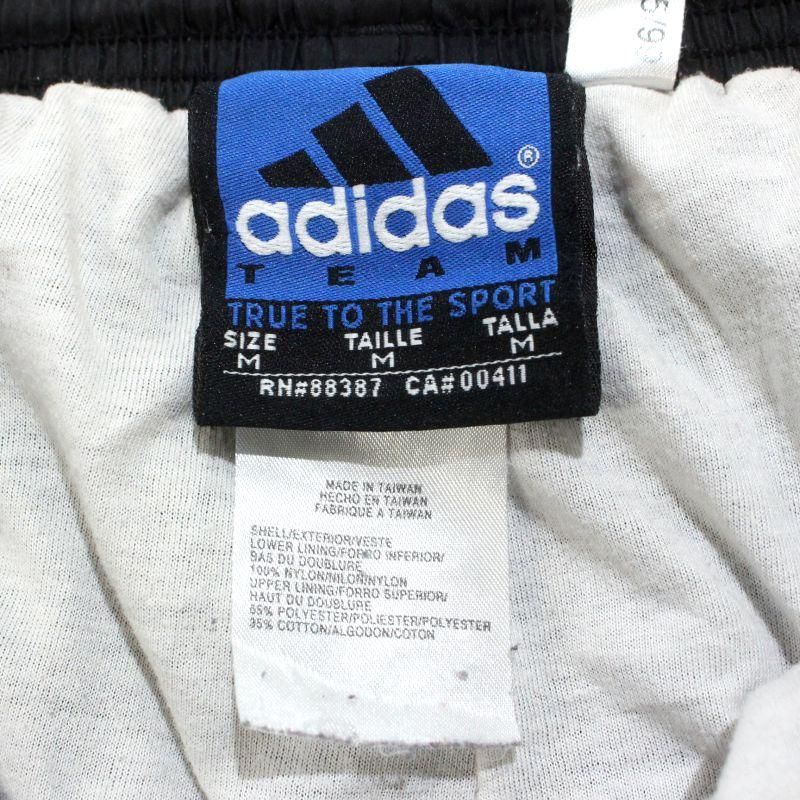 5/96
adidas®
TEAM
TRUE TO THE SPORT
SIZE TAILLE TALLA
M M M
RN#88387 CA#00411
MADE IN TAIWAN
HECHO EN TAIWAN
FABRIQUE A TAIWAN
SHELL/EXTERIOR/VESTE
LOWER LINING/FORRO INFERIOR/
BAS DU DOUBLURE
100% NYLON/NILON/NYLON
UPPER LINING/FORRO SUPERIOR/
HAUT DU DOUBLURE
65% POLYESTER/POLIESTER/POLYESTER
35% COTTON/ALGODON/COTON